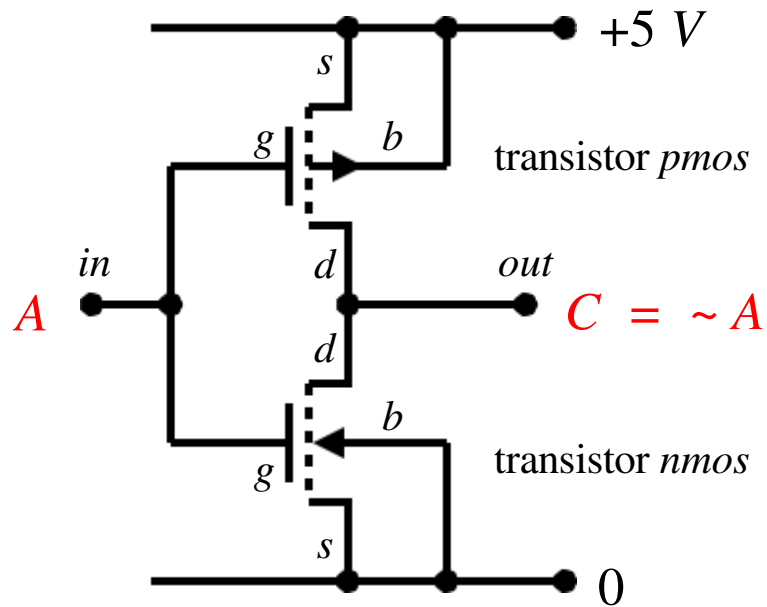 +5 V
s
g
b
transistor pmos
in
d
out
A
C = ~ A
d
b
g
transistor nmos
s
0